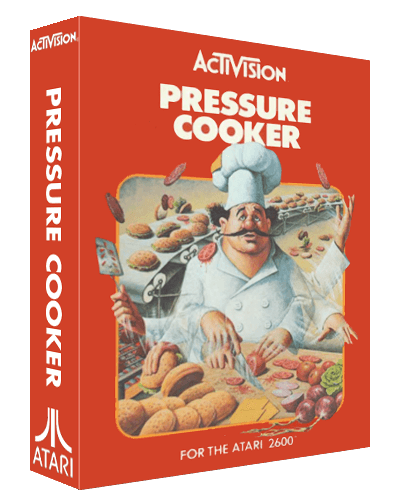 ACTIVISION
PRESSURE COOKER
ATARI
ACTIVISION
PRESSURE
COOKER
FOR THE ATARI 2600